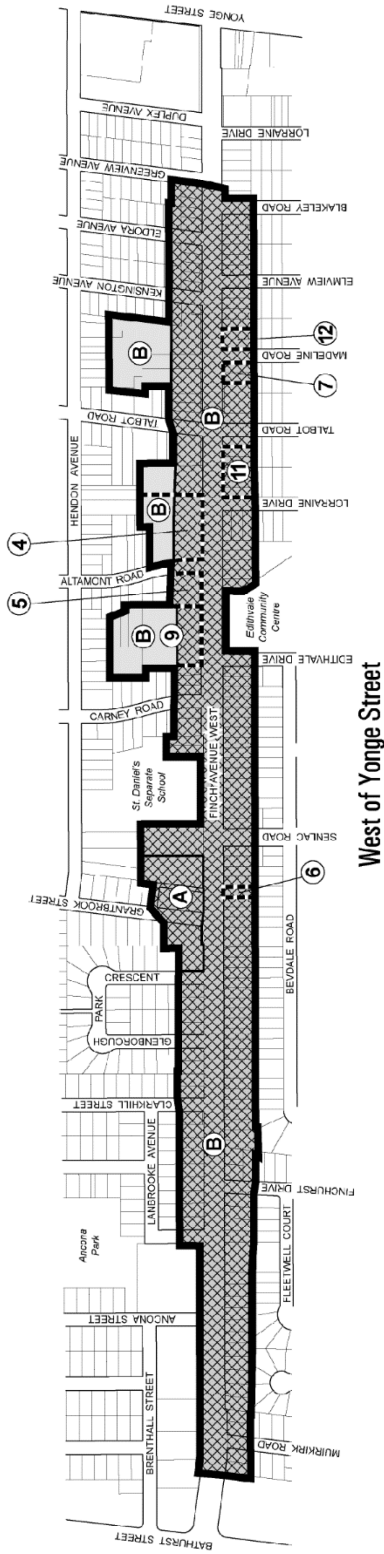 5
4
HENDON AVENUE
YONGE STREET
DUPLEX AVENUE
GREENVIEW AVENUE
ELDORA AVENUE
KENSINGTON AVENUE
TALBOT ROAD
ALTAMONT ROAD
CARNEY ROAD
St. Daniel's
Separate
School
GRANTBROOK STREET
PARK
CRESCENT
GLENBOROUGH
CLARKHILL STREET
LANBROOKE AVENUE
Ancona
Park
ANCONA STREET
BRENTHALL STREET
BATHURST STREET
B
B
B
9
A
B
B
FINCH AVENUE WEST
11
MUIRKIRK ROAD
FLEETWELL COURT
FINCHURST DRIVE
BEVDALE ROAD
SENLAC ROAD
EDITHVALE DRIVE
Edithvale
Community
Centre
LORRAINE DRIVE
TALBOT ROAD
MADELINE ROAD
ELMVIEW AVENUE
BLAKELEY ROAD
LORRAINE DRIVE
6
7
12
West of Yonge Street